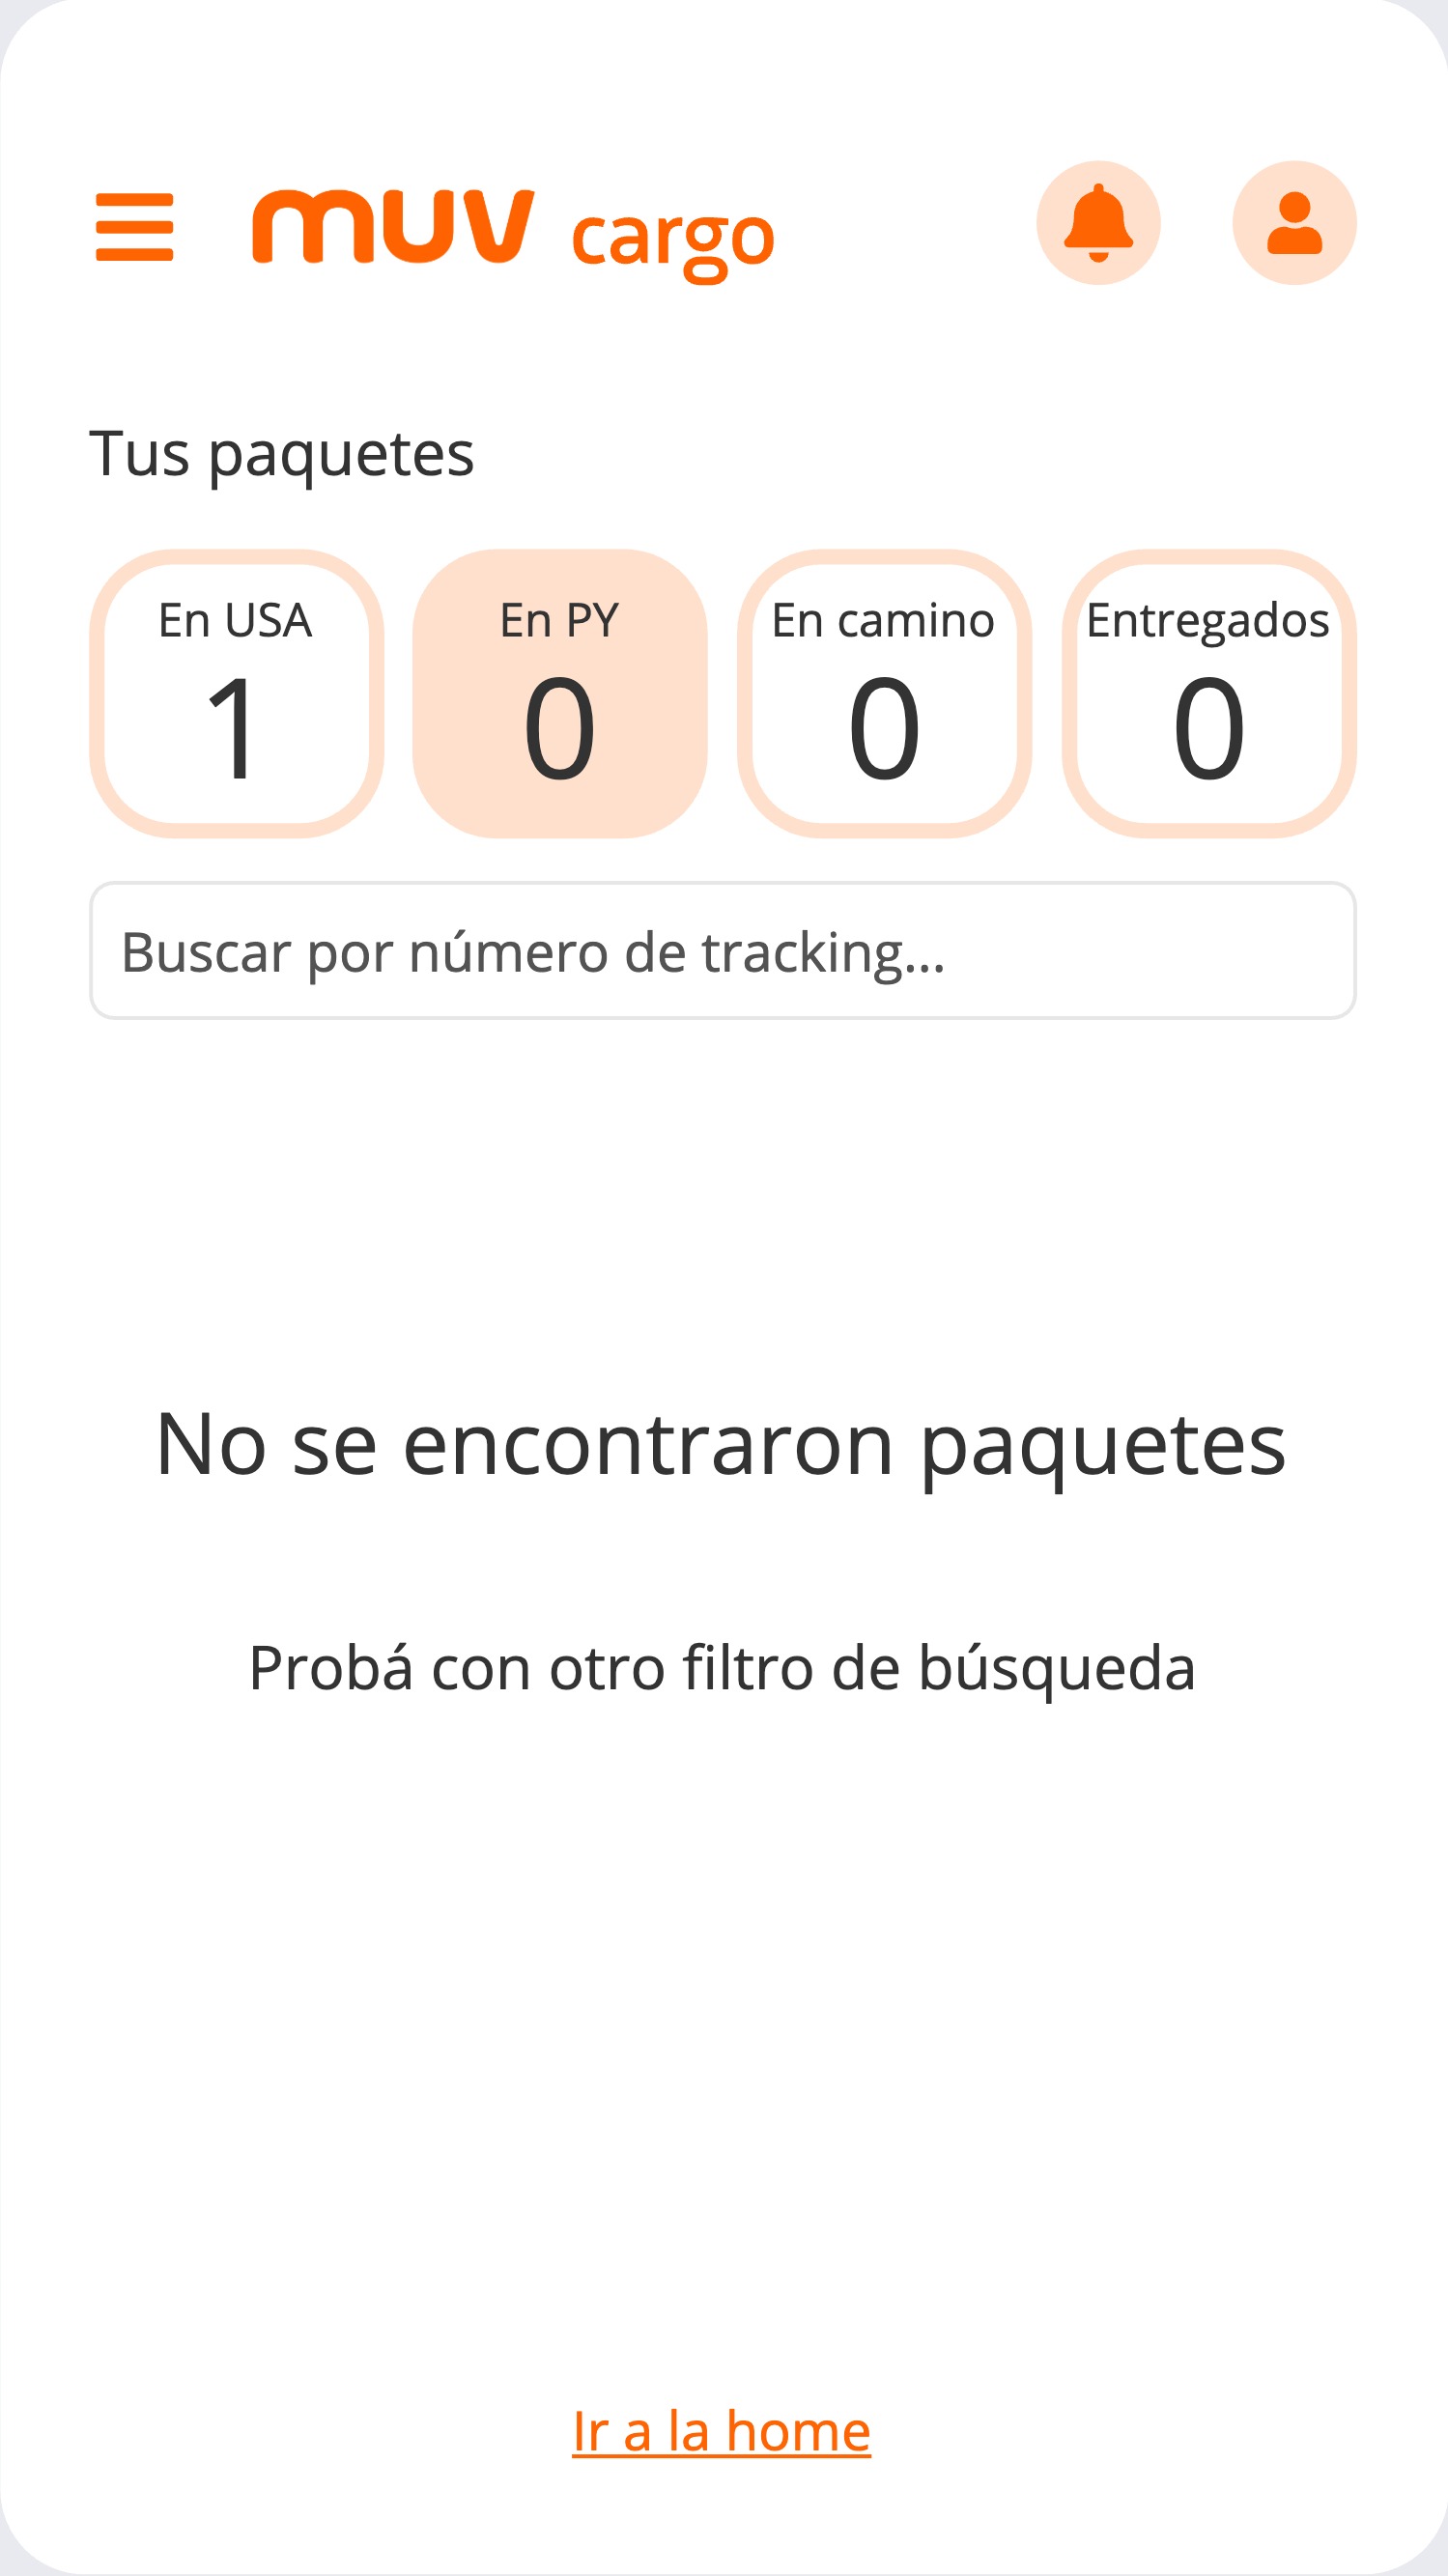 muv cargo
Tus paquetes
En USA En PY En camino Entregados
1 0 0 0
Buscar por número de tracking...
No se encontraron paquetes
Probá con otro filtro de búsqueda
Ir a la home